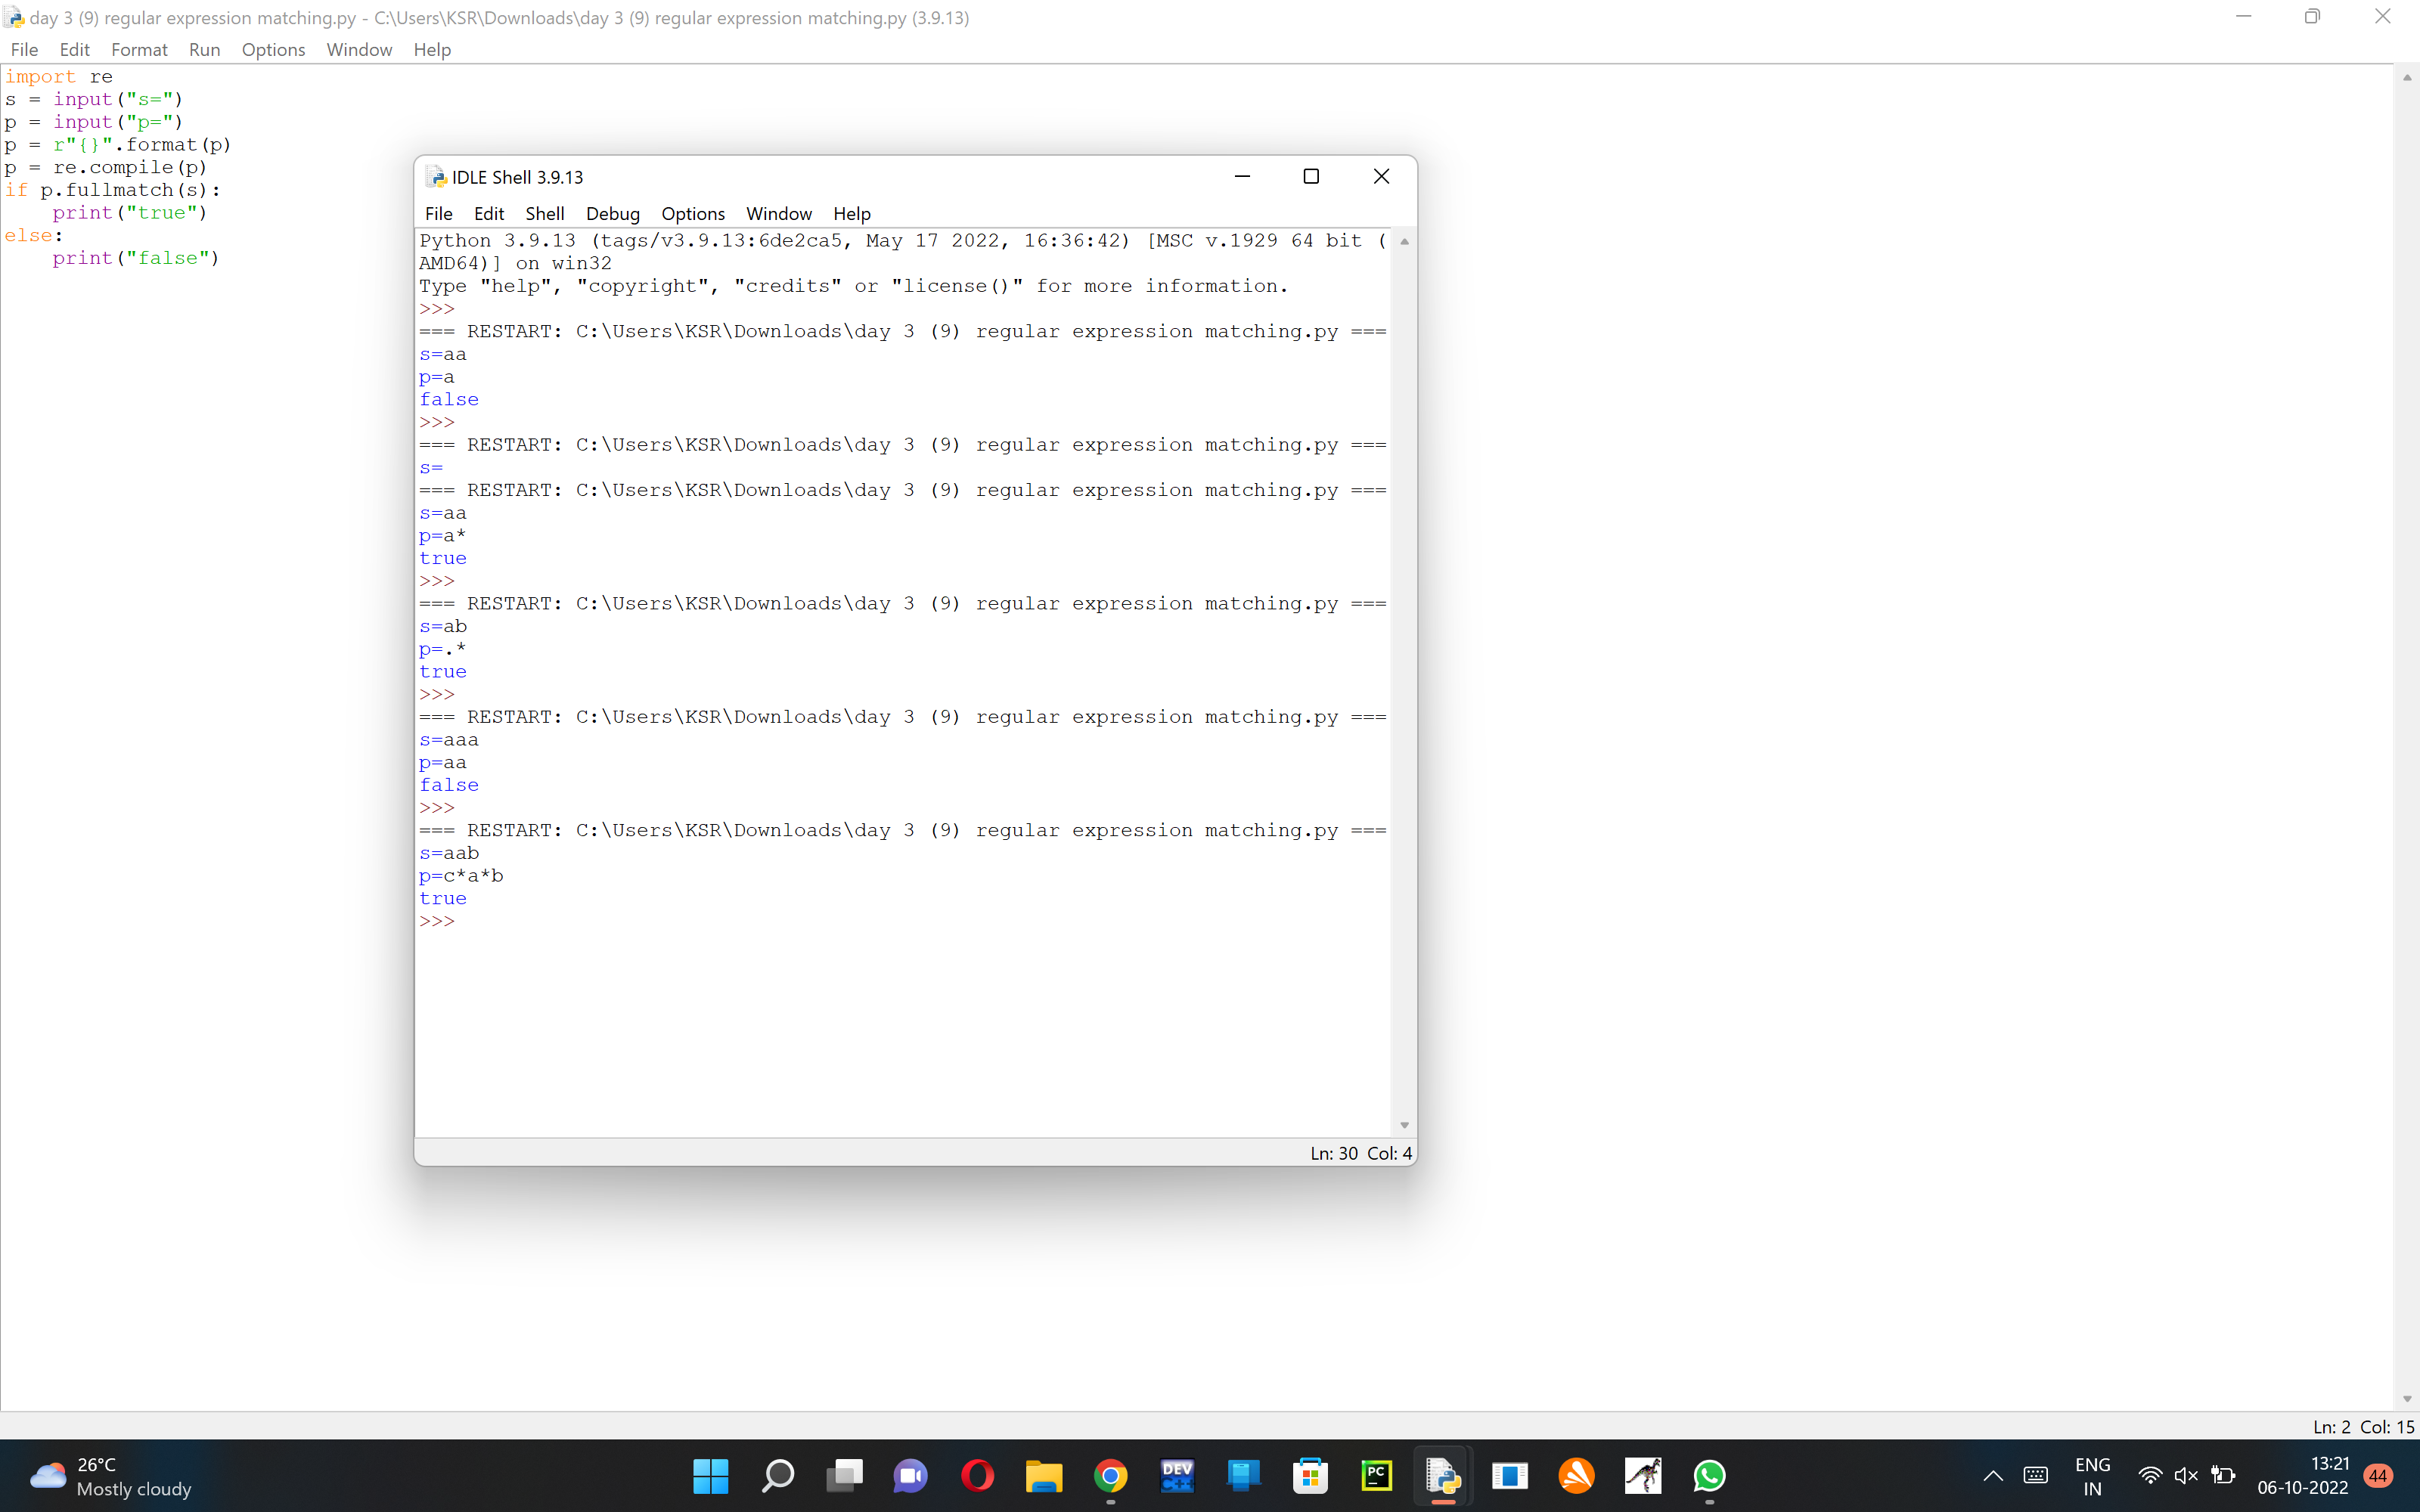 day 3 (9) regular expression matching.py - C:\Users\KSR\Downloads\day 3 (9) regular expression matching.py (3.9.13)
File Edit Format Run Options Window Help
import re
s = input("s=")
p = input("p=")
p = r"{}".format(p)
p = re.compile(p)
if p.fullmatch(s):
    print("true")
else:
    print("false")
IDLE Shell 3.9.13
File Edit Shell Debug Options Window Help
Python 3.9.13 (tags/v3.9.13:6de2ca5, May 17 2022, 16:36:42) [MSC v.1929 64 bit (
AMD64)] on win32
Type "help", "copyright", "credits" or "license()" for more information.
>>>
=== RESTART: C:\Users\KSR\Downloads\day 3 (9) regular expression matching.py ===
s=aa
p=a
false
>>>
=== RESTART: C:\Users\KSR\Downloads\day 3 (9) regular expression matching.py ===
s=
=== RESTART: C:\Users\KSR\Downloads\day 3 (9) regular expression matching.py ===
s=aa
p=a*
true
>>>
=== RESTART: C:\Users\KSR\Downloads\day 3 (9) regular expression matching.py ===
s=ab
p=.*
true
>>>
=== RESTART: C:\Users\KSR\Downloads\day 3 (9) regular expression matching.py ===
s=aaa
p=aa
false
>>>
=== RESTART: C:\Users\KSR\Downloads\day 3 (9) regular expression matching.py ===
s=aab
p=c*a*b
true
>>>
Ln: 30 Col: 4
Ln: 2 Col: 15
26°C
Mostly cloudy
DEV
C++
PC
ENG
IN
13:21
06-10-2022
44